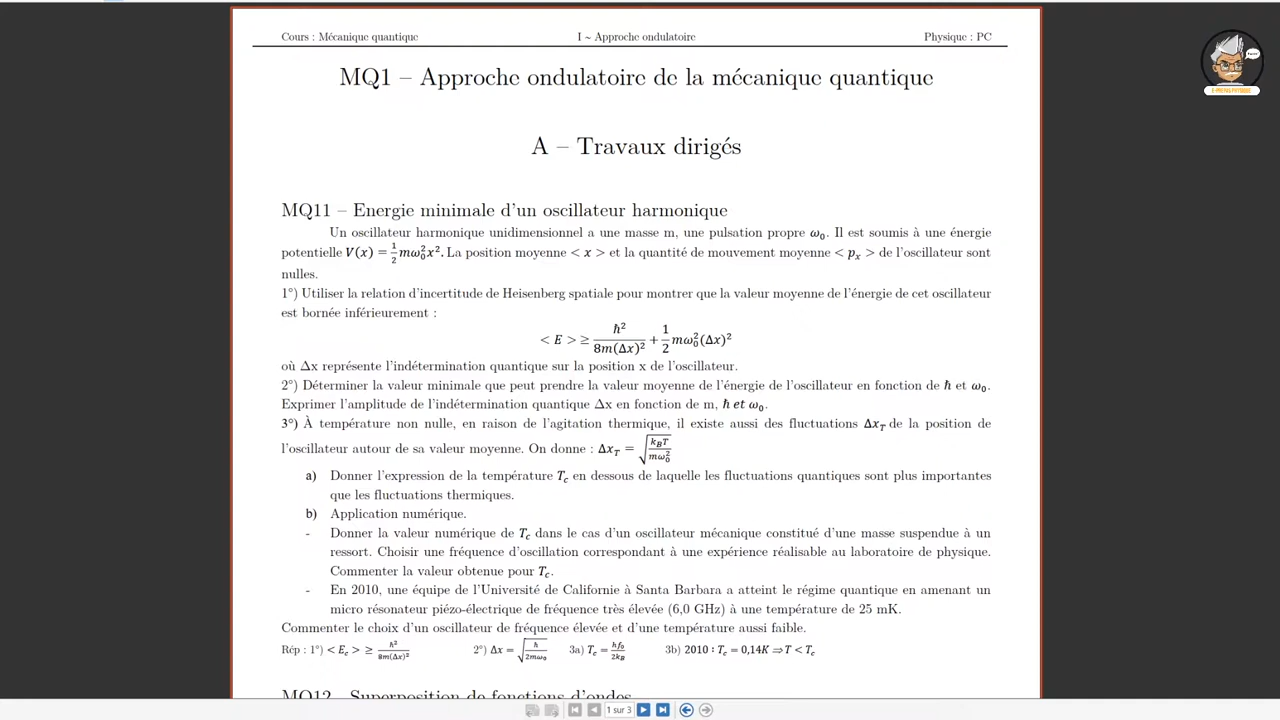 Cours : Mécanique quantique I ~ Approche ondulatoire Physique : PC
MQ1 – Approche ondulatoire de la mécanique quantique
A – Travaux dirigés
MQ11 – Energie minimale d'un oscillateur harmonique
Un oscillateur harmonique unidimensionnel a une masse m, une pulsation propre ω₀. Il est soumis à une énergie
potentielle V(x) = 1/2 mω₀²x². La position moyenne < x > et la quantité de mouvement moyenne < pₓ > de l'oscillateur sont
nulles.
1°) Utiliser la relation d'incertitude de Heisenberg spatiale pour montrer que la valeur moyenne de l'énergie de cet oscillateur
est bornée inférieurement :
< E > ≥ ħ²/8m(Δx)² + 1/2 mω₀²(Δx)²
où Δx représente l'indétermination quantique sur la position x de l'oscillateur.
2°) Déterminer la valeur minimale que peut prendre la valeur moyenne de l'énergie de l'oscillateur en fonction de ħ et ω₀.
Exprimer l'amplitude de l'indétermination quantique Δx en fonction de m, ħ et ω₀.
3°) À température non nulle, en raison de l'agitation thermique, il existe aussi des fluctuations Δx_T de la position de
l'oscillateur autour de sa valeur moyenne. On donne : Δx_T = √(k_BT/mω₀²)
a) Donner l'expression de la température T_c en dessous de laquelle les fluctuations quantiques sont plus importantes
que les fluctuations thermiques.
b) Application numérique.
- Donner la valeur numérique de T_c dans le cas d'un oscillateur mécanique constitué d'une masse suspendue à un
ressort. Choisir une fréquence d'oscillation correspondant à une expérience réalisable au laboratoire de physique.
Commenter la valeur obtenue pour T_c.
- En 2010, une équipe de l'Université de Californie à Santa Barbara a atteint le régime quantique en amenant un
micro résonateur piézo-électrique de fréquence très élevée (6,0 GHz) à une température de 25 mK.
Commenter le choix d'un oscillateur de fréquence élevée et d'une température aussi faible.
Rép : 1°) < E_c > ≥ ħ²/8m(Δx)² 2°) Δx = √(ħ/2mω₀) 3a) T_c = hf₀/2k_B 3b) 2010 : T_c = 0,14K ⇒ T < T_c
MQ12 – Superposition de fonctions d'ondes
1 sur 3